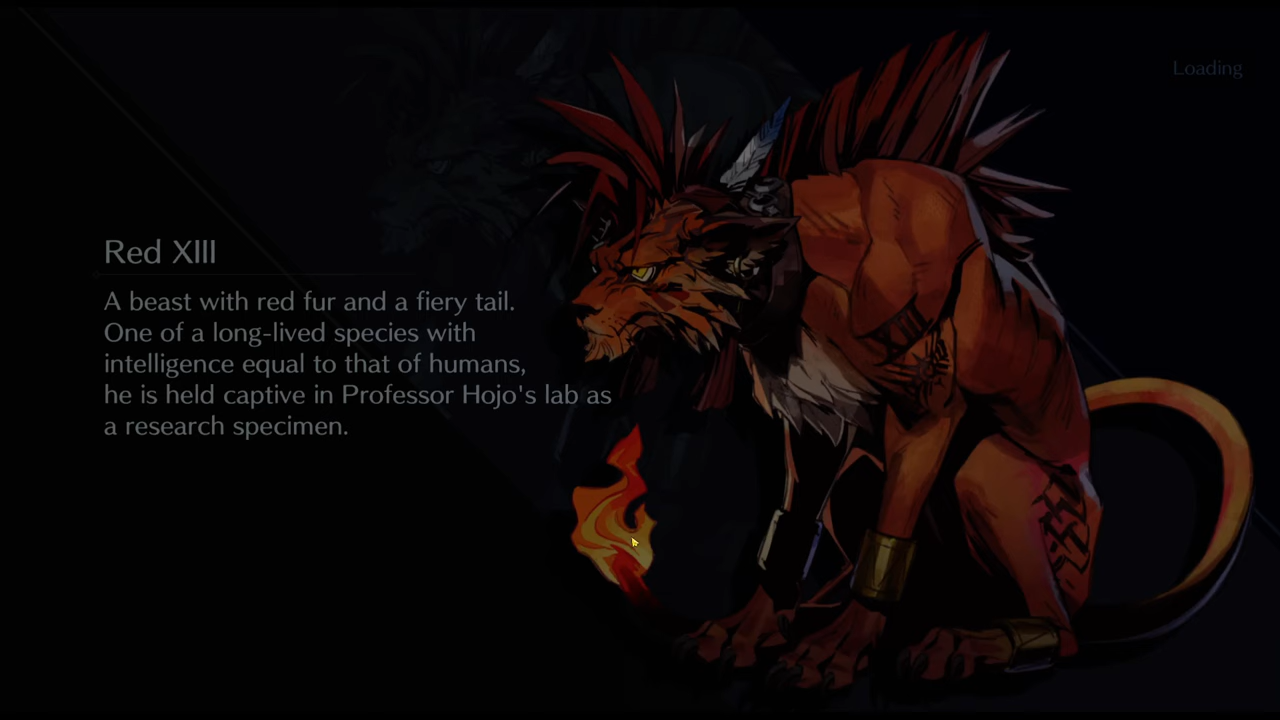 Loading
Red XIII
A beast with red fur and a fiery tail.
One of a long-lived species with
intelligence equal to that of humans,
he is held captive in Professor Hojo's lab as
a research specimen.
XIII